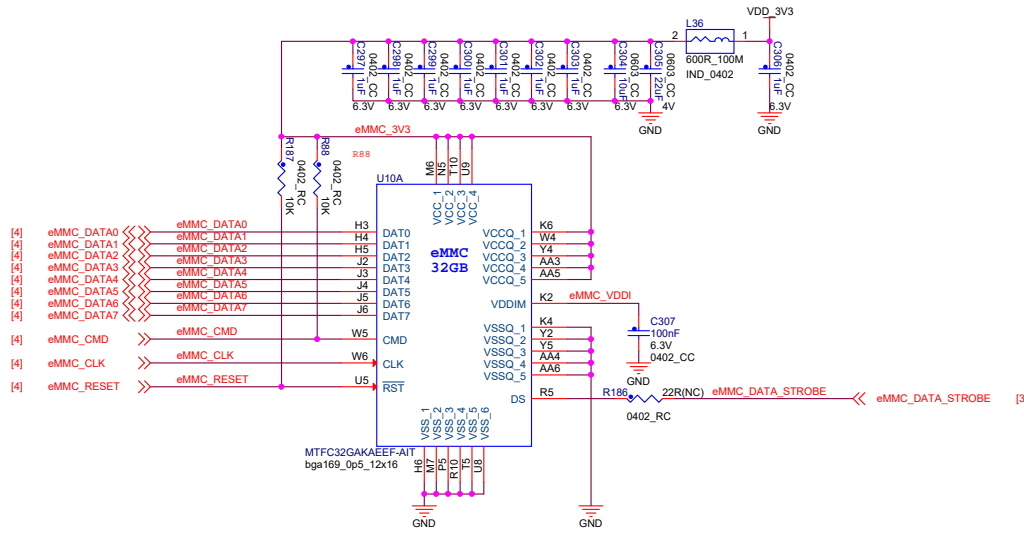 VDD_3V3
L36
2
1
600R_100M
IND_0402
C297
0402_CC
1uF
6.3V
C298
0402_CC
1uF
6.3V
C299
0402_CC
1uF
6.3V
C300
0402_CC
1uF
6.3V
C301
0402_CC
1uF
6.3V
C302
0402_CC
1uF
6.3V
C303
0402_CC
1uF
6.3V
C304
0603_CC
10uF
6.3V
C305
0603_CC
22uF
4V
C306
0402_CC
1uF
6.3V
GND
GND
eMMC_3V3
R187
0402_RC
10K
R88
0402_RC
10K
R88
U10A
M6
N5
T10
U9
VCC_1
VCC_2
VCC_3
VCC_4
eMMC
32GB
[4] eMMC_DATA0 eMMC_DATA0 H3 DAT0
[4] eMMC_DATA1 eMMC_DATA1 H4 DAT1
[4] eMMC_DATA2 eMMC_DATA2 H5 DAT2
[4] eMMC_DATA3 eMMC_DATA3 J2 DAT3
[4] eMMC_DATA4 eMMC_DATA4 J3 DAT4
[4] eMMC_DATA5 eMMC_DATA5 J4 DAT5
[4] eMMC_DATA6 eMMC_DATA6 J5 DAT6
[4] eMMC_DATA7 eMMC_DATA7 J6 DAT7
[4] eMMC_CMD eMMC_CMD W5 CMD
[4] eMMC_CLK eMMC_CLK W6 CLK
[4] eMMC_RESET eMMC_RESET U5 RST
VCCQ_1 K6
VCCQ_2 W4
VCCQ_3 Y4
VCCQ_4 AA3
VCCQ_5 AA5
VDDIM K2 eMMC_VDDI
VSSQ_1 K4
VSSQ_2 Y2
VSSQ_3 Y5
VSSQ_4 AA4
VSSQ_5 AA6
C307
100nF
6.3V
0402_CC
GND
DS R5 R186 22R(NC) eMMC_DATA_STROBE eMMC_DATA_STROBE [3
0402_RC
VSS_1
VSS_2
VSS_3
VSS_4
VSS_5
VSS_6
MTFC32GAKAEEF-AIT
bga169_0p5_12x16
H6
M7
P5
R10
T5
U8
GND
GND